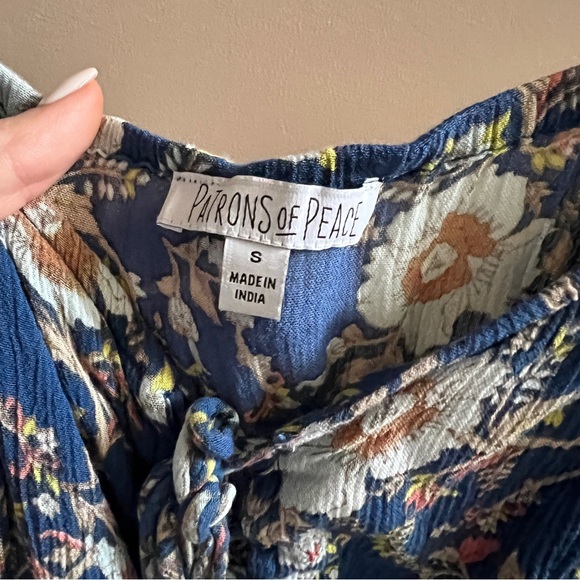 PATRONS OF PEACE
S
MADE IN
INDIA